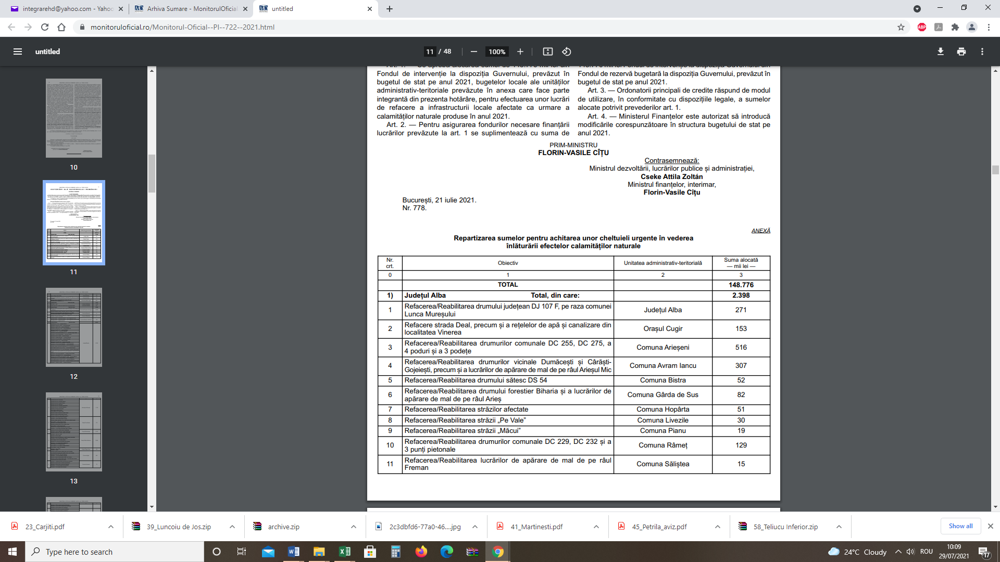 integrarehd@yahoo.com - Yahoo
Arhiva Sumare - MonitorulOficial
untitled
monitoruloficial.ro/Monitorul-Oficial--PI--722--2021.html
untitled
11 / 48
100%
10
11
12
13
Fondul de intervenție la dispoziția Guvernului, prevăzut în
bugetul de stat pe anul 2021, bugetelor locale ale unităților
administrativ-teritoriale prevăzute în anexa care face parte
integrantă din prezenta hotărâre, pentru efectuarea unor lucrări
de refacere a infrastructurii locale afectate ca urmare a
calamităților naturale produse în anul 2021.
Art. 2. — Pentru asigurarea fondurilor necesare finanțării
lucrărilor prevăzute la art. 1 se suplimentează cu suma de
Fondul de rezervă bugetară la dispoziția Guvernului, prevăzut în
bugetul de stat pe anul 2021.
Art. 3. — Ordonatorii principali de credite răspund de modul
de utilizare, în conformitate cu dispozițiile legale, a sumelor
alocate potrivit prevederilor art. 1.
Art. 4. — Ministerul Finanțelor este autorizat să introducă
modificările corespunzătoare în structura bugetului de stat pe
anul 2021.
PRIM-MINISTRU
FLORIN-VASILE CÎȚU
Contrasemnează:
Ministrul dezvoltării, lucrărilor publice și administrației,
Cseke Attila Zoltán
Ministrul finanțelor, interimar,
Florin-Vasile Cîțu
București, 21 iulie 2021.
Nr. 778.
ANEXĂ
Repartizarea sumelor pentru achitarea unor cheltuieli urgente în vederea
înlăturării efectelor calamităților naturale
Nr. crt. Obiectiv Unitatea administrativ-teritorială Suma alocată — mii lei —
0 1 2 3
TOTAL 148.776
1) Județul Alba Total, din care: 2.398
1 Refacerea/Reabilitarea drumului județean DJ 107 F, pe raza comunei
Lunca Mureșului Județul Alba 271
2 Refacere strada Deal, precum și a rețelelor de apă și canalizare din
localitatea Vinerea Orașul Cugir 153
3 Refacerea/Reabilitarea drumurilor comunale DC 255, DC 275, a
4 poduri și a 3 podețe Comuna Arieșeni 516
4 Refacerea/Reabilitarea drumurilor vicinale Dumăcești și Cârăști-
Gojeiești, precum și a lucrărilor de apărare de mal de pe râul Arieșul Mic Comuna Avram Iancu 307
5 Refacerea/Reabilitarea drumului sătesc DS 54 Comuna Bistra 52
6 Refacerea/Reabilitarea drumului forestier Biharia și a lucrărilor de
apărare de mal de pe râul Arieș Comuna Gârda de Sus 82
7 Refacerea/Reabilitarea străzilor afectate Comuna Hopârta 51
8 Refacerea/Reabilitarea străzii „Pe Vale” Comuna Livezile 30
9 Refacerea/Reabilitarea străzii „Măcui” Comuna Pianu 19
10 Refacerea/Reabilitarea drumurilor comunale DC 229, DC 232 și a
3 punți pietonale Comuna Râmeț 129
11 Refacerea/Reabilitarea lucrărilor de apărare de mal de pe râul
Freman Comuna Săliștea 15
23_Carjiti.pdf
39_Luncoiu de Jos.zip
archive.zip
2c3dbfd6-77a0-46....jpg
41_Martinesti.pdf
45_Petrila_aviz.pdf
58_Teliucu Inferior.zip
Show all
Type here to search
24°C Cloudy
ROU
10:09
29/07/2021
17